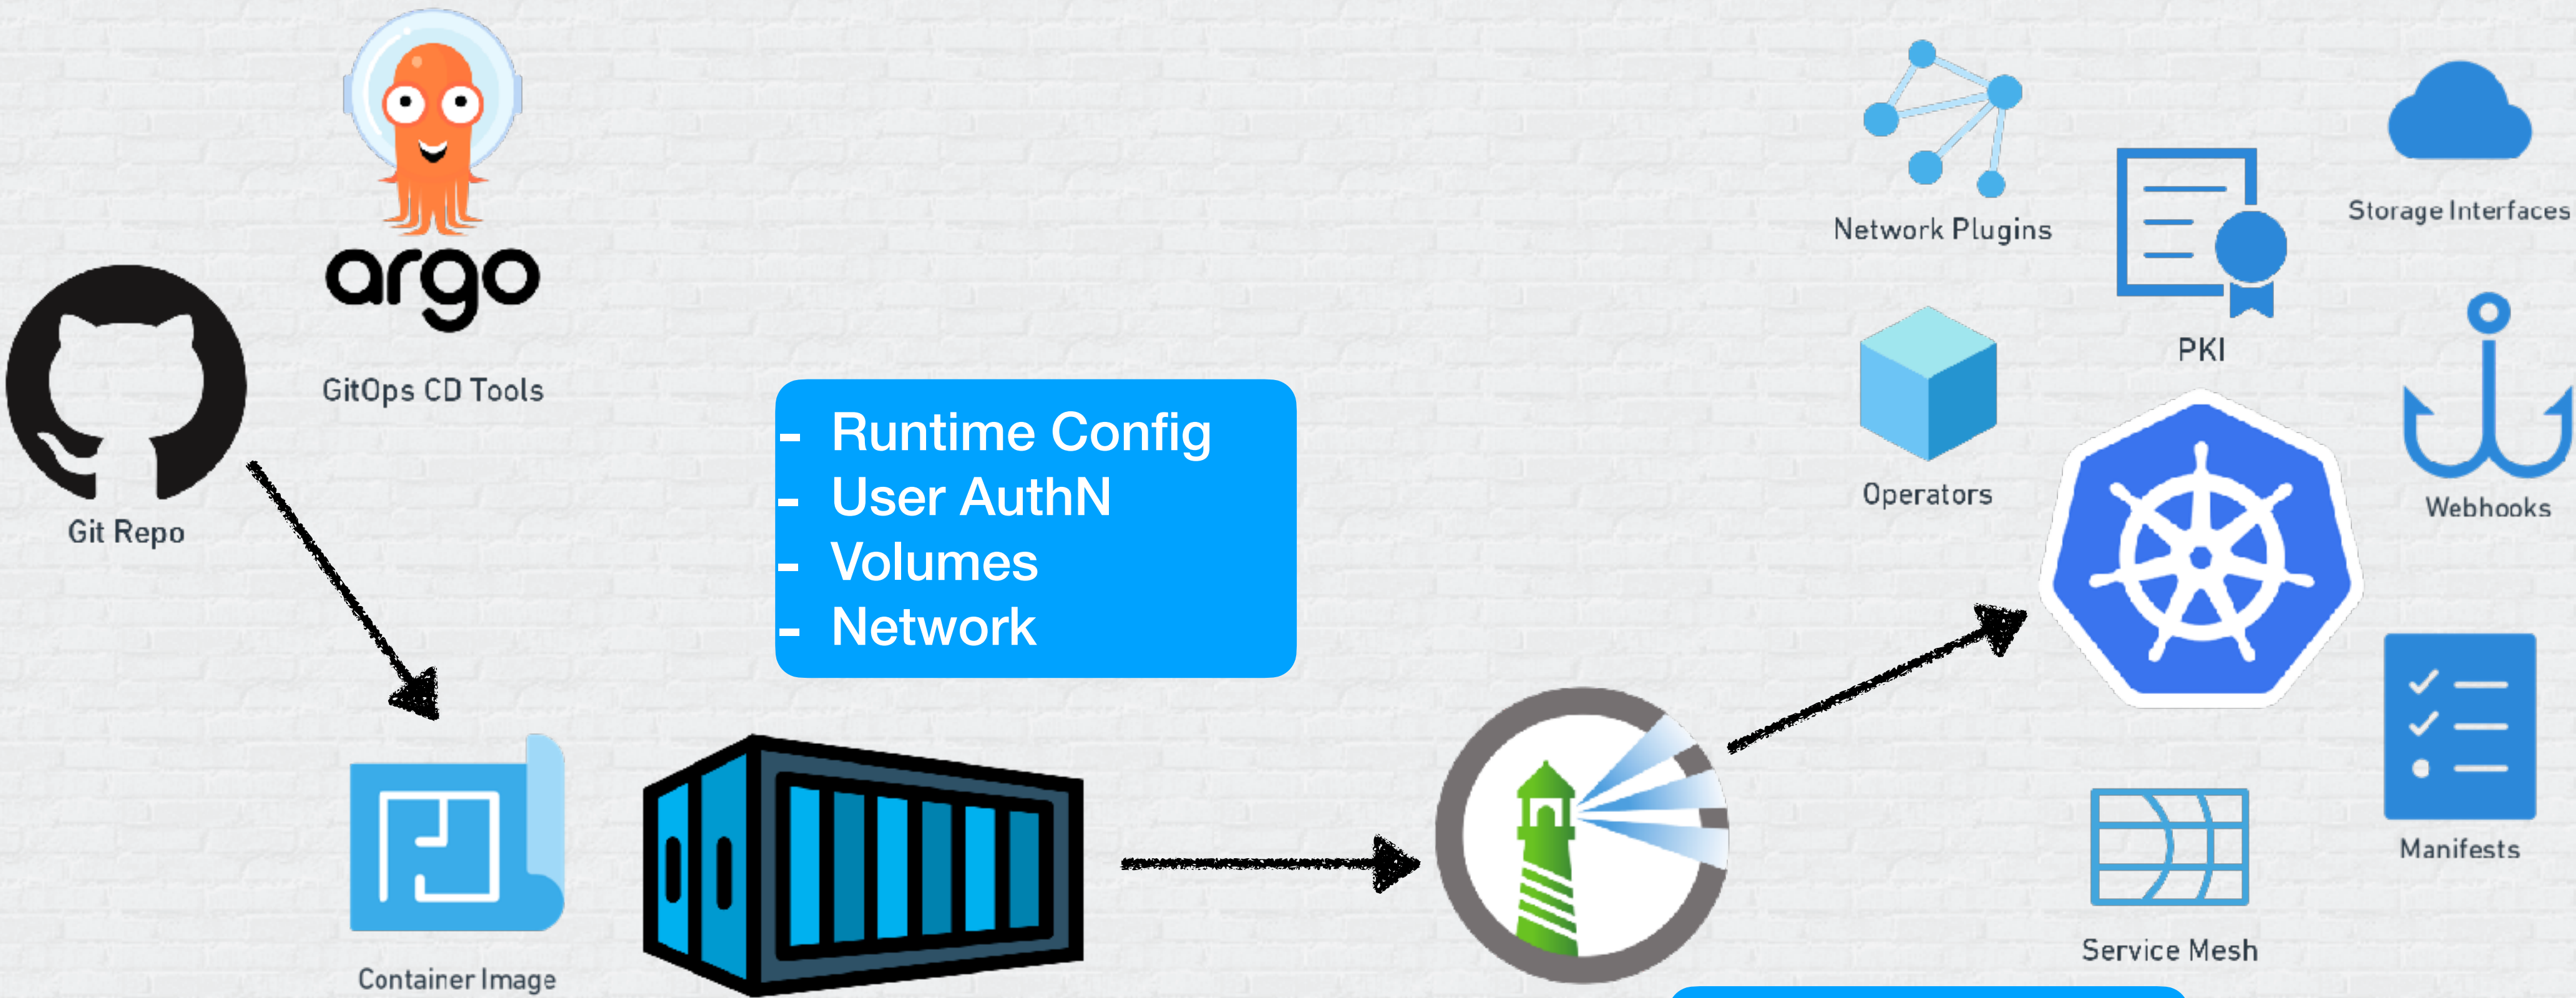 argo
GitOps CD Tools
Git Repo
- Runtime Config
- User AuthN
- Volumes
- Network
Container Image
Network Plugins
Storage Interfaces
PKI
Operators
Webhooks
Manifests
Service Mesh